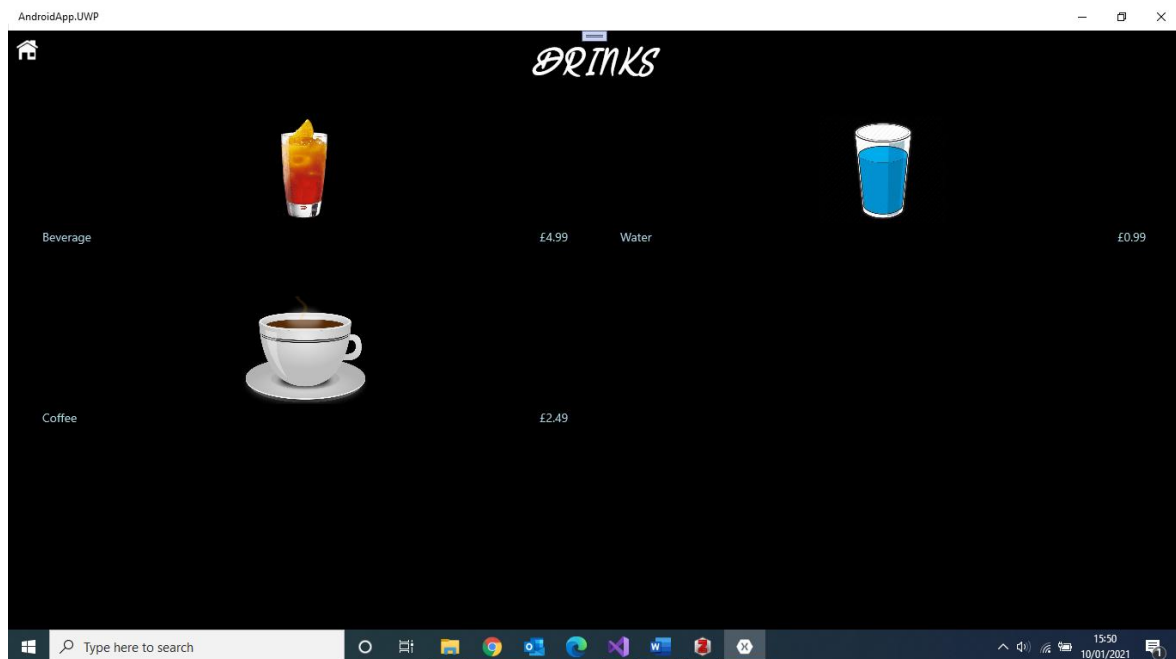 AndroidApp.UWP
DRINKS
Beverage £4.99 Water £0.99
Coffee £2.49
Type here to search
15:50
10/01/2021
1